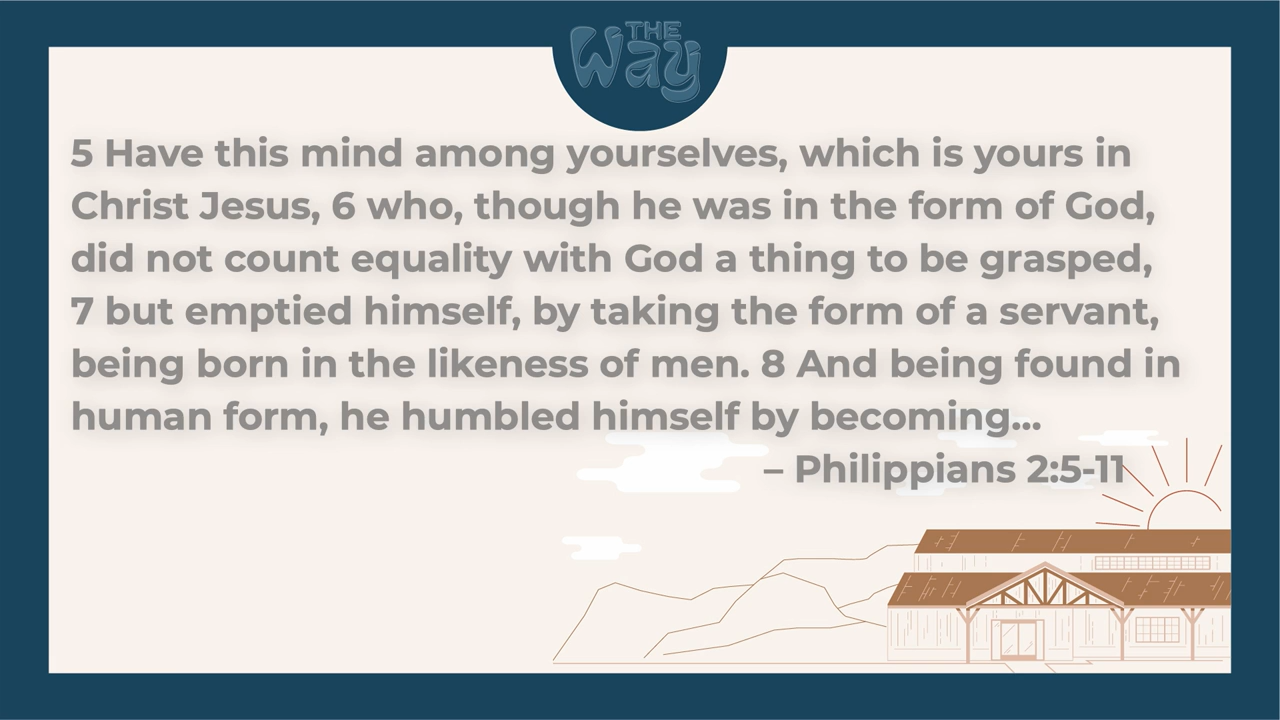 THE
Way
5 Have this mind among yourselves, which is yours in
Christ Jesus, 6 who, though he was in the form of God,
did not count equality with God a thing to be grasped,
7 but emptied himself, by taking the form of a servant,
being born in the likeness of men. 8 And being found in
human form, he humbled himself by becoming...
– Philippians 2:5-11